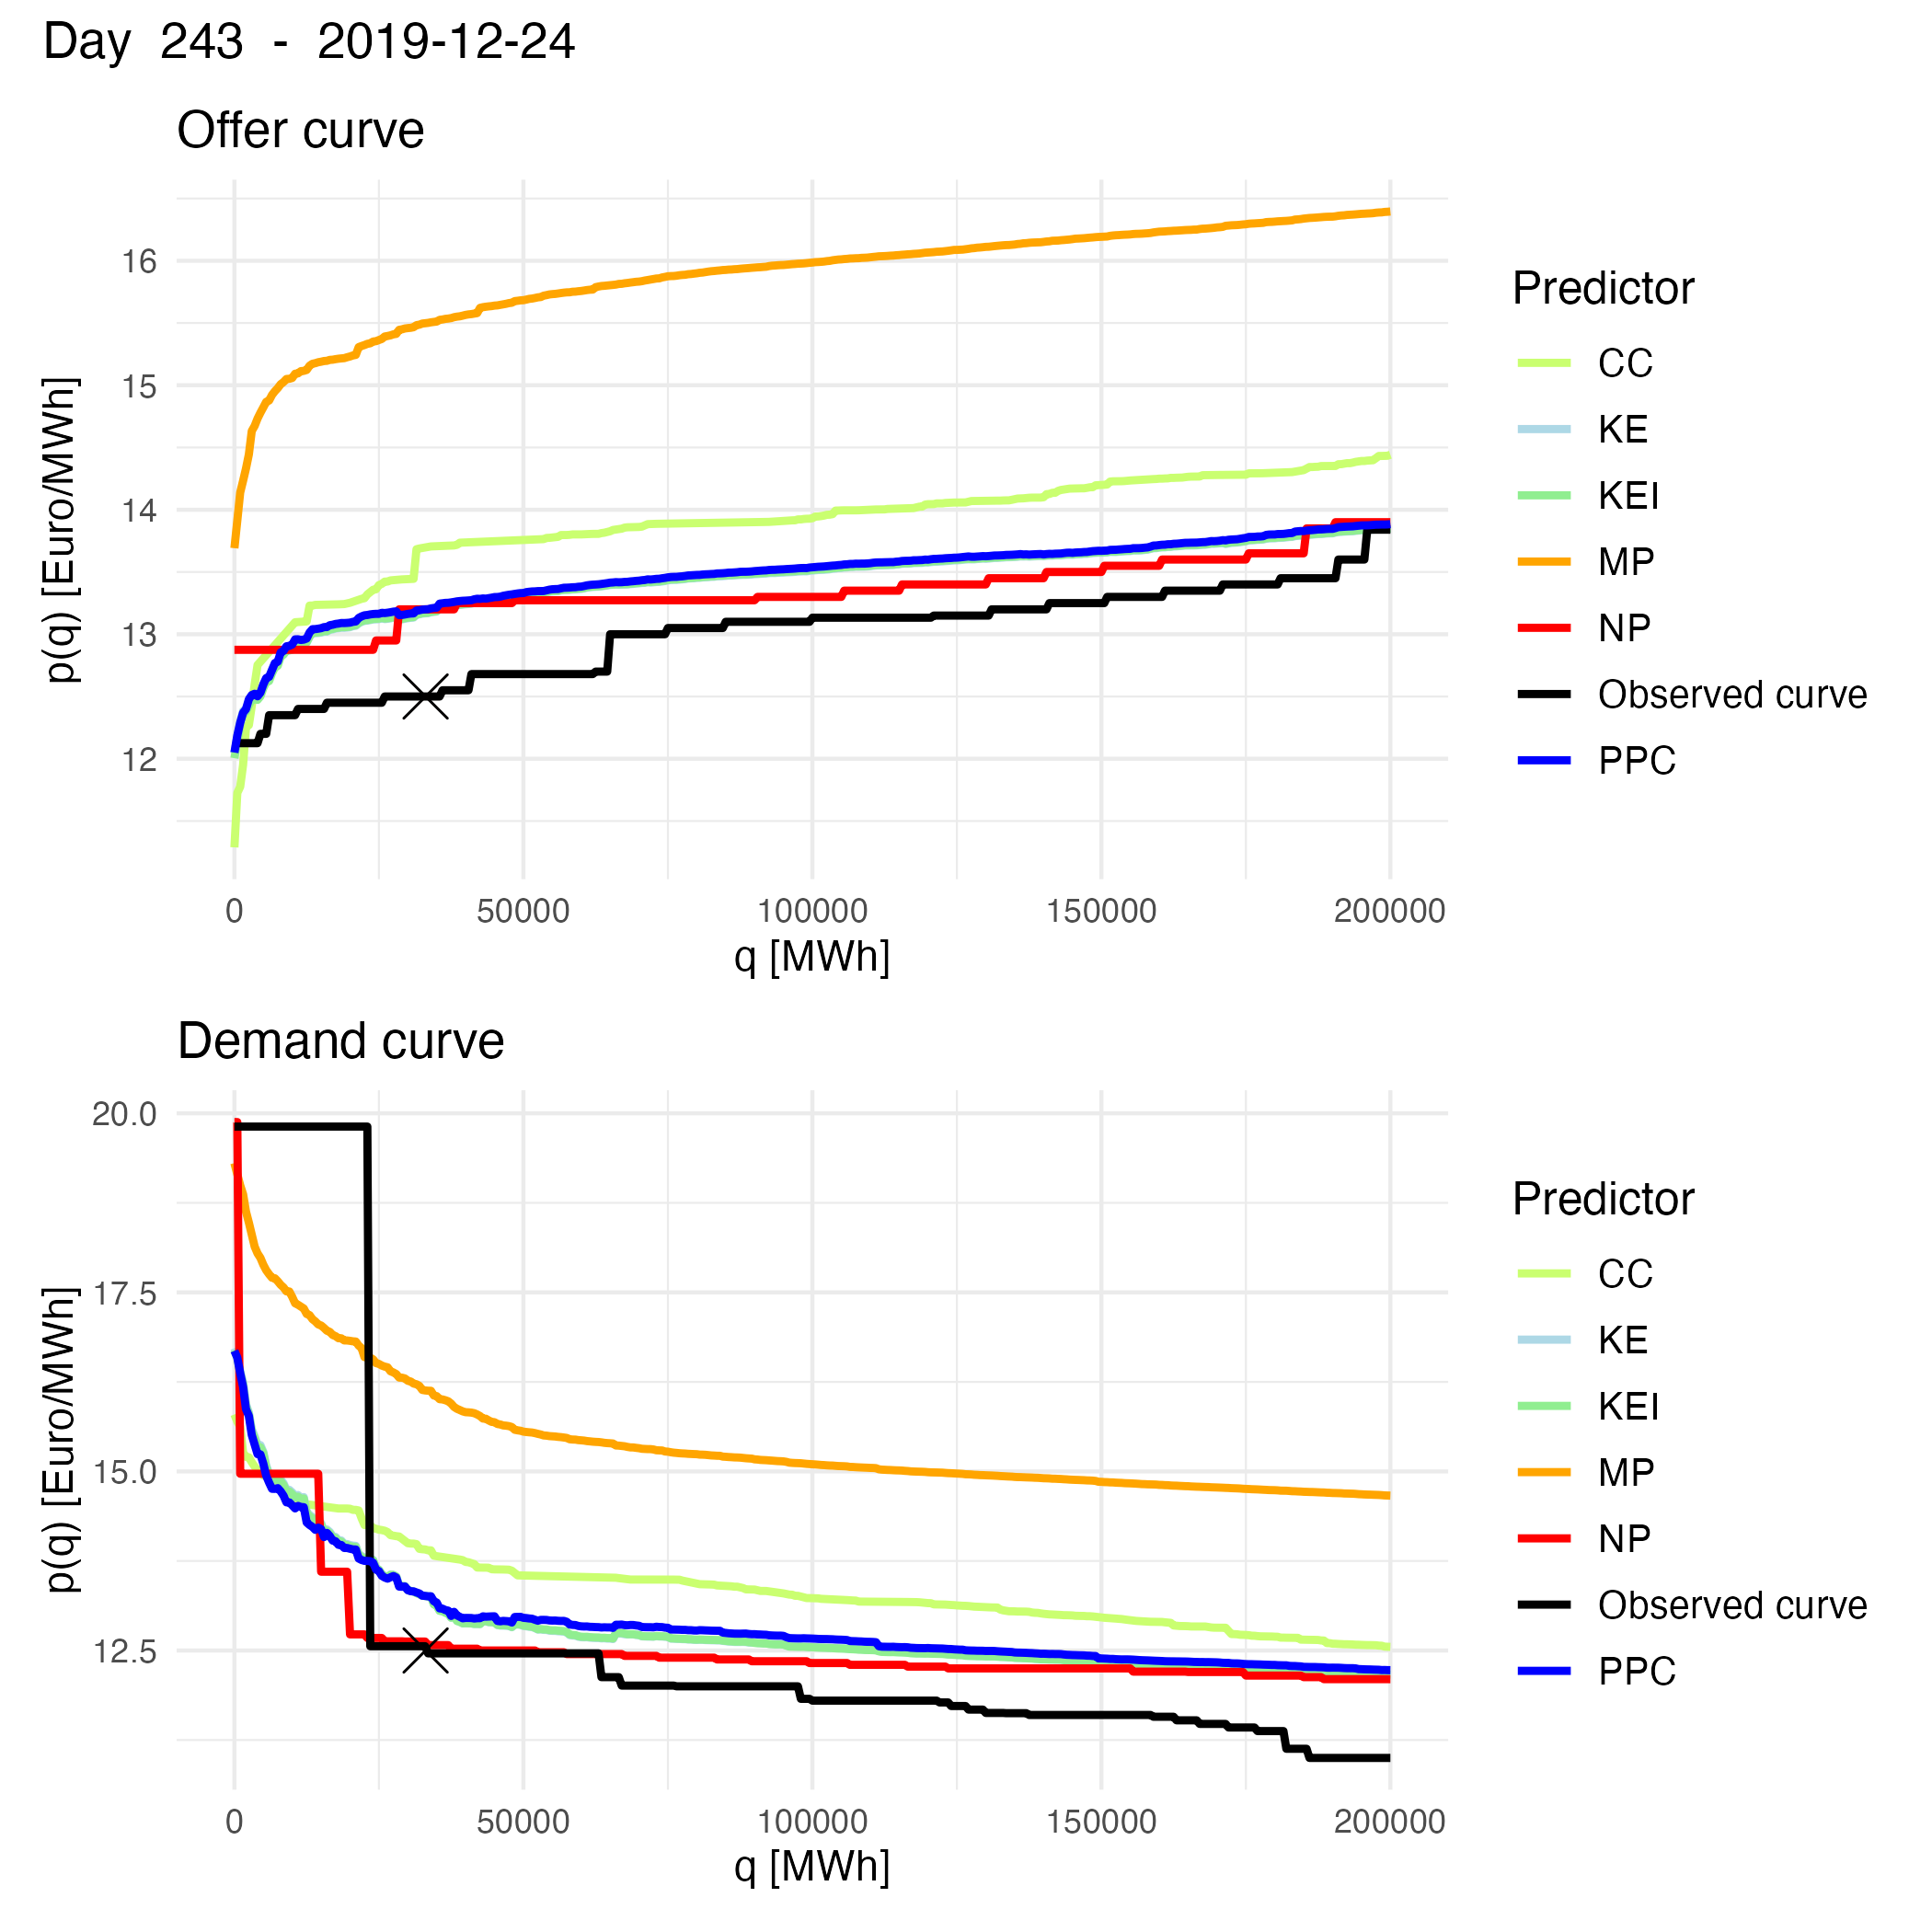 Day 243 - 2019-12-24
Offer curve
p(q) [Euro/MWh]
16
15
14
13
12
0 50000 100000 150000 200000
q [MWh]
Predictor
CC
KE
KEI
MP
NP
Observed curve
PPC
Demand curve
p(q) [Euro/MWh]
20.0
17.5
15.0
12.5
0 50000 100000 150000 200000
q [MWh]
Predictor
CC
KE
KEI
MP
NP
Observed curve
PPC